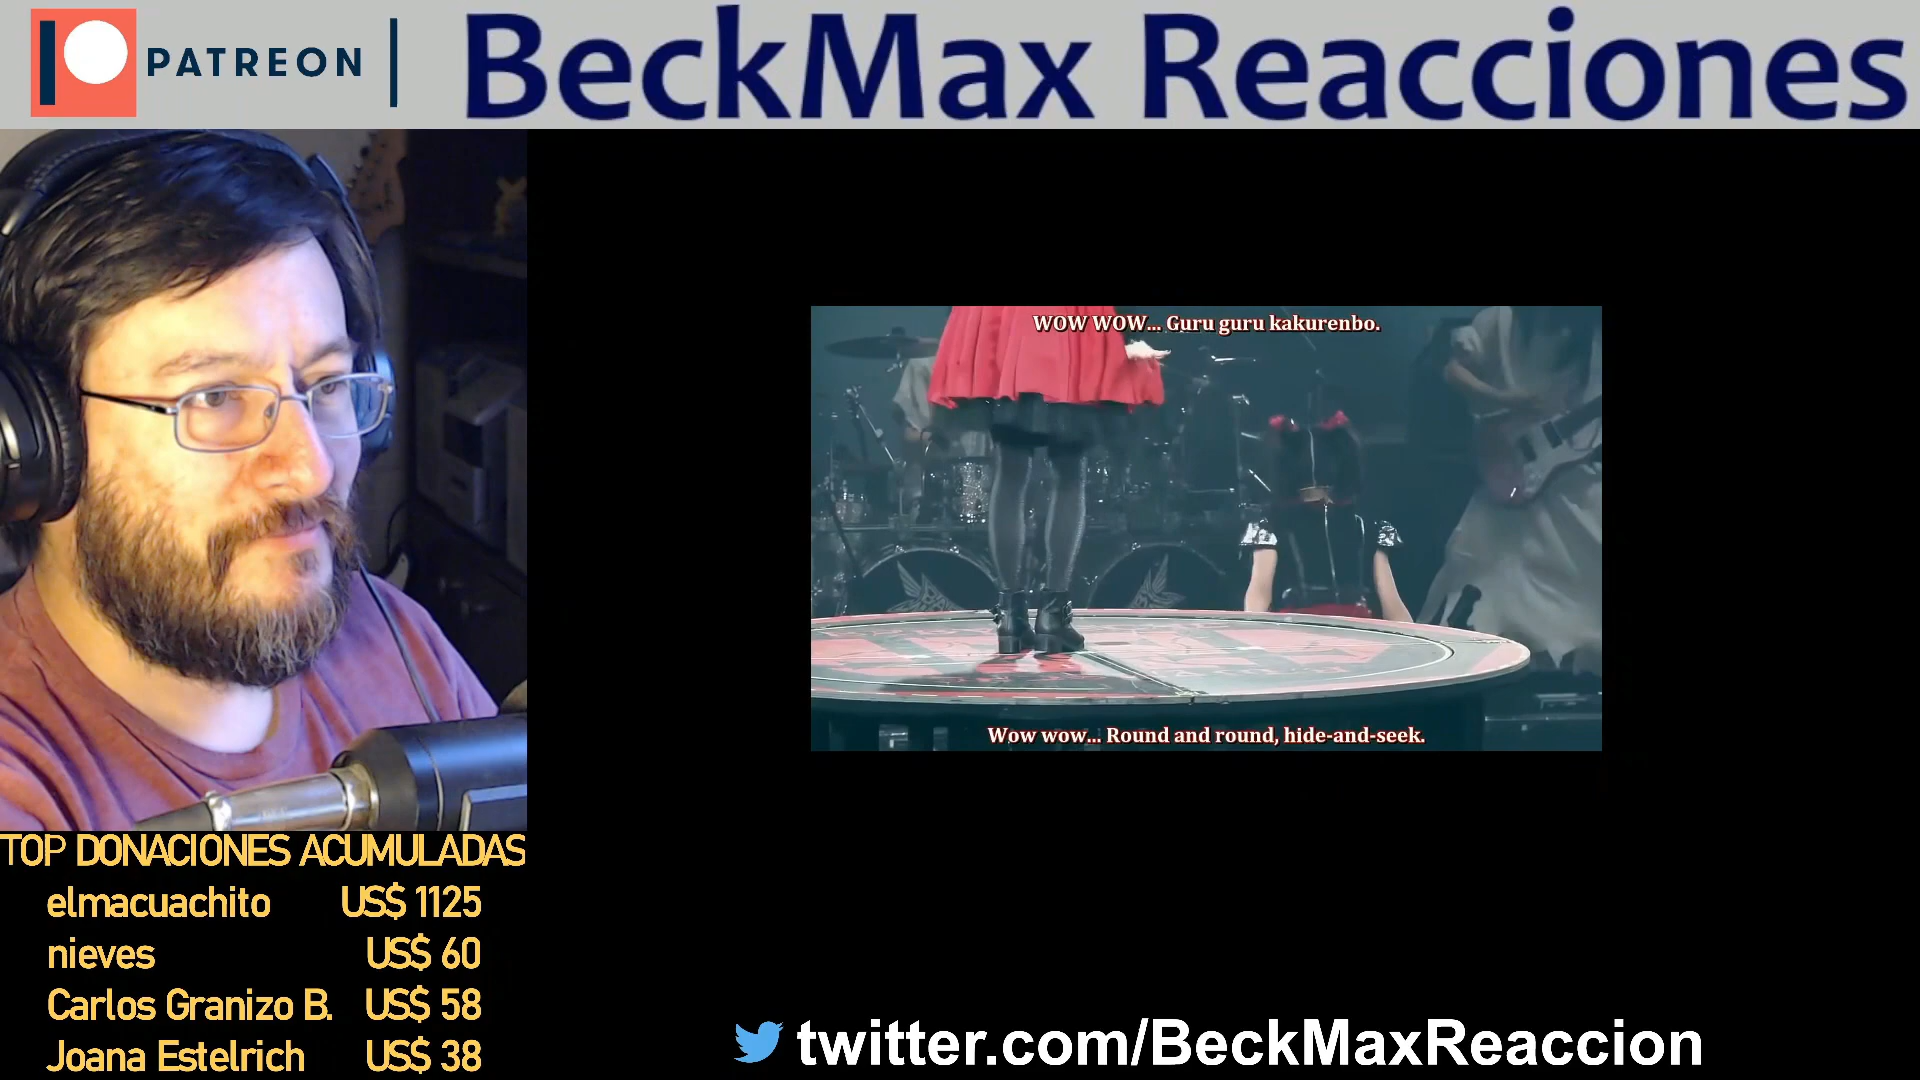 PATREON
BeckMax Reacciones
WOW WOW... Guru guru kakurenbo.
Wow wow... Round and round, hide-and-seek.
TOP DONACIONES ACUMULADAS
elmacuachito US$ 1125
nieves US$ 60
Carlos Granizo B. US$ 58
Joana Estelrich US$ 38
twitter.com/BeckMaxReaccion